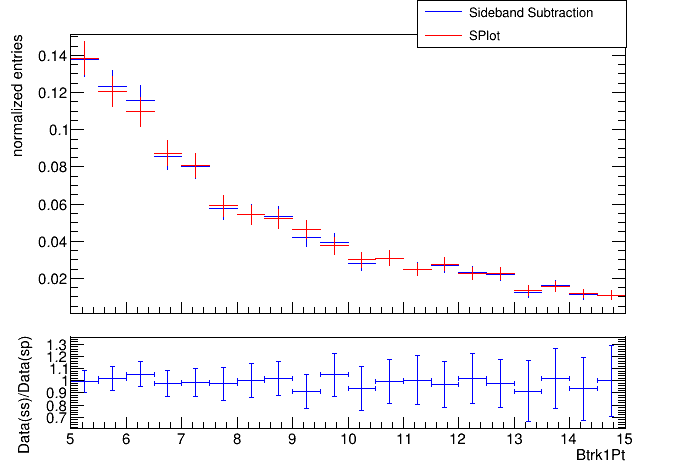 Sideband Subtraction
SPlot
normalized entries
0.14
0.12
0.1
0.08
0.06
0.04
0.02
Data(ss)/Data(sp)
1.3
1.2
1.1
1
0.9
0.8
0.7
5 6 7 8 9 10 11 12 13 14 15
Btrk1Pt